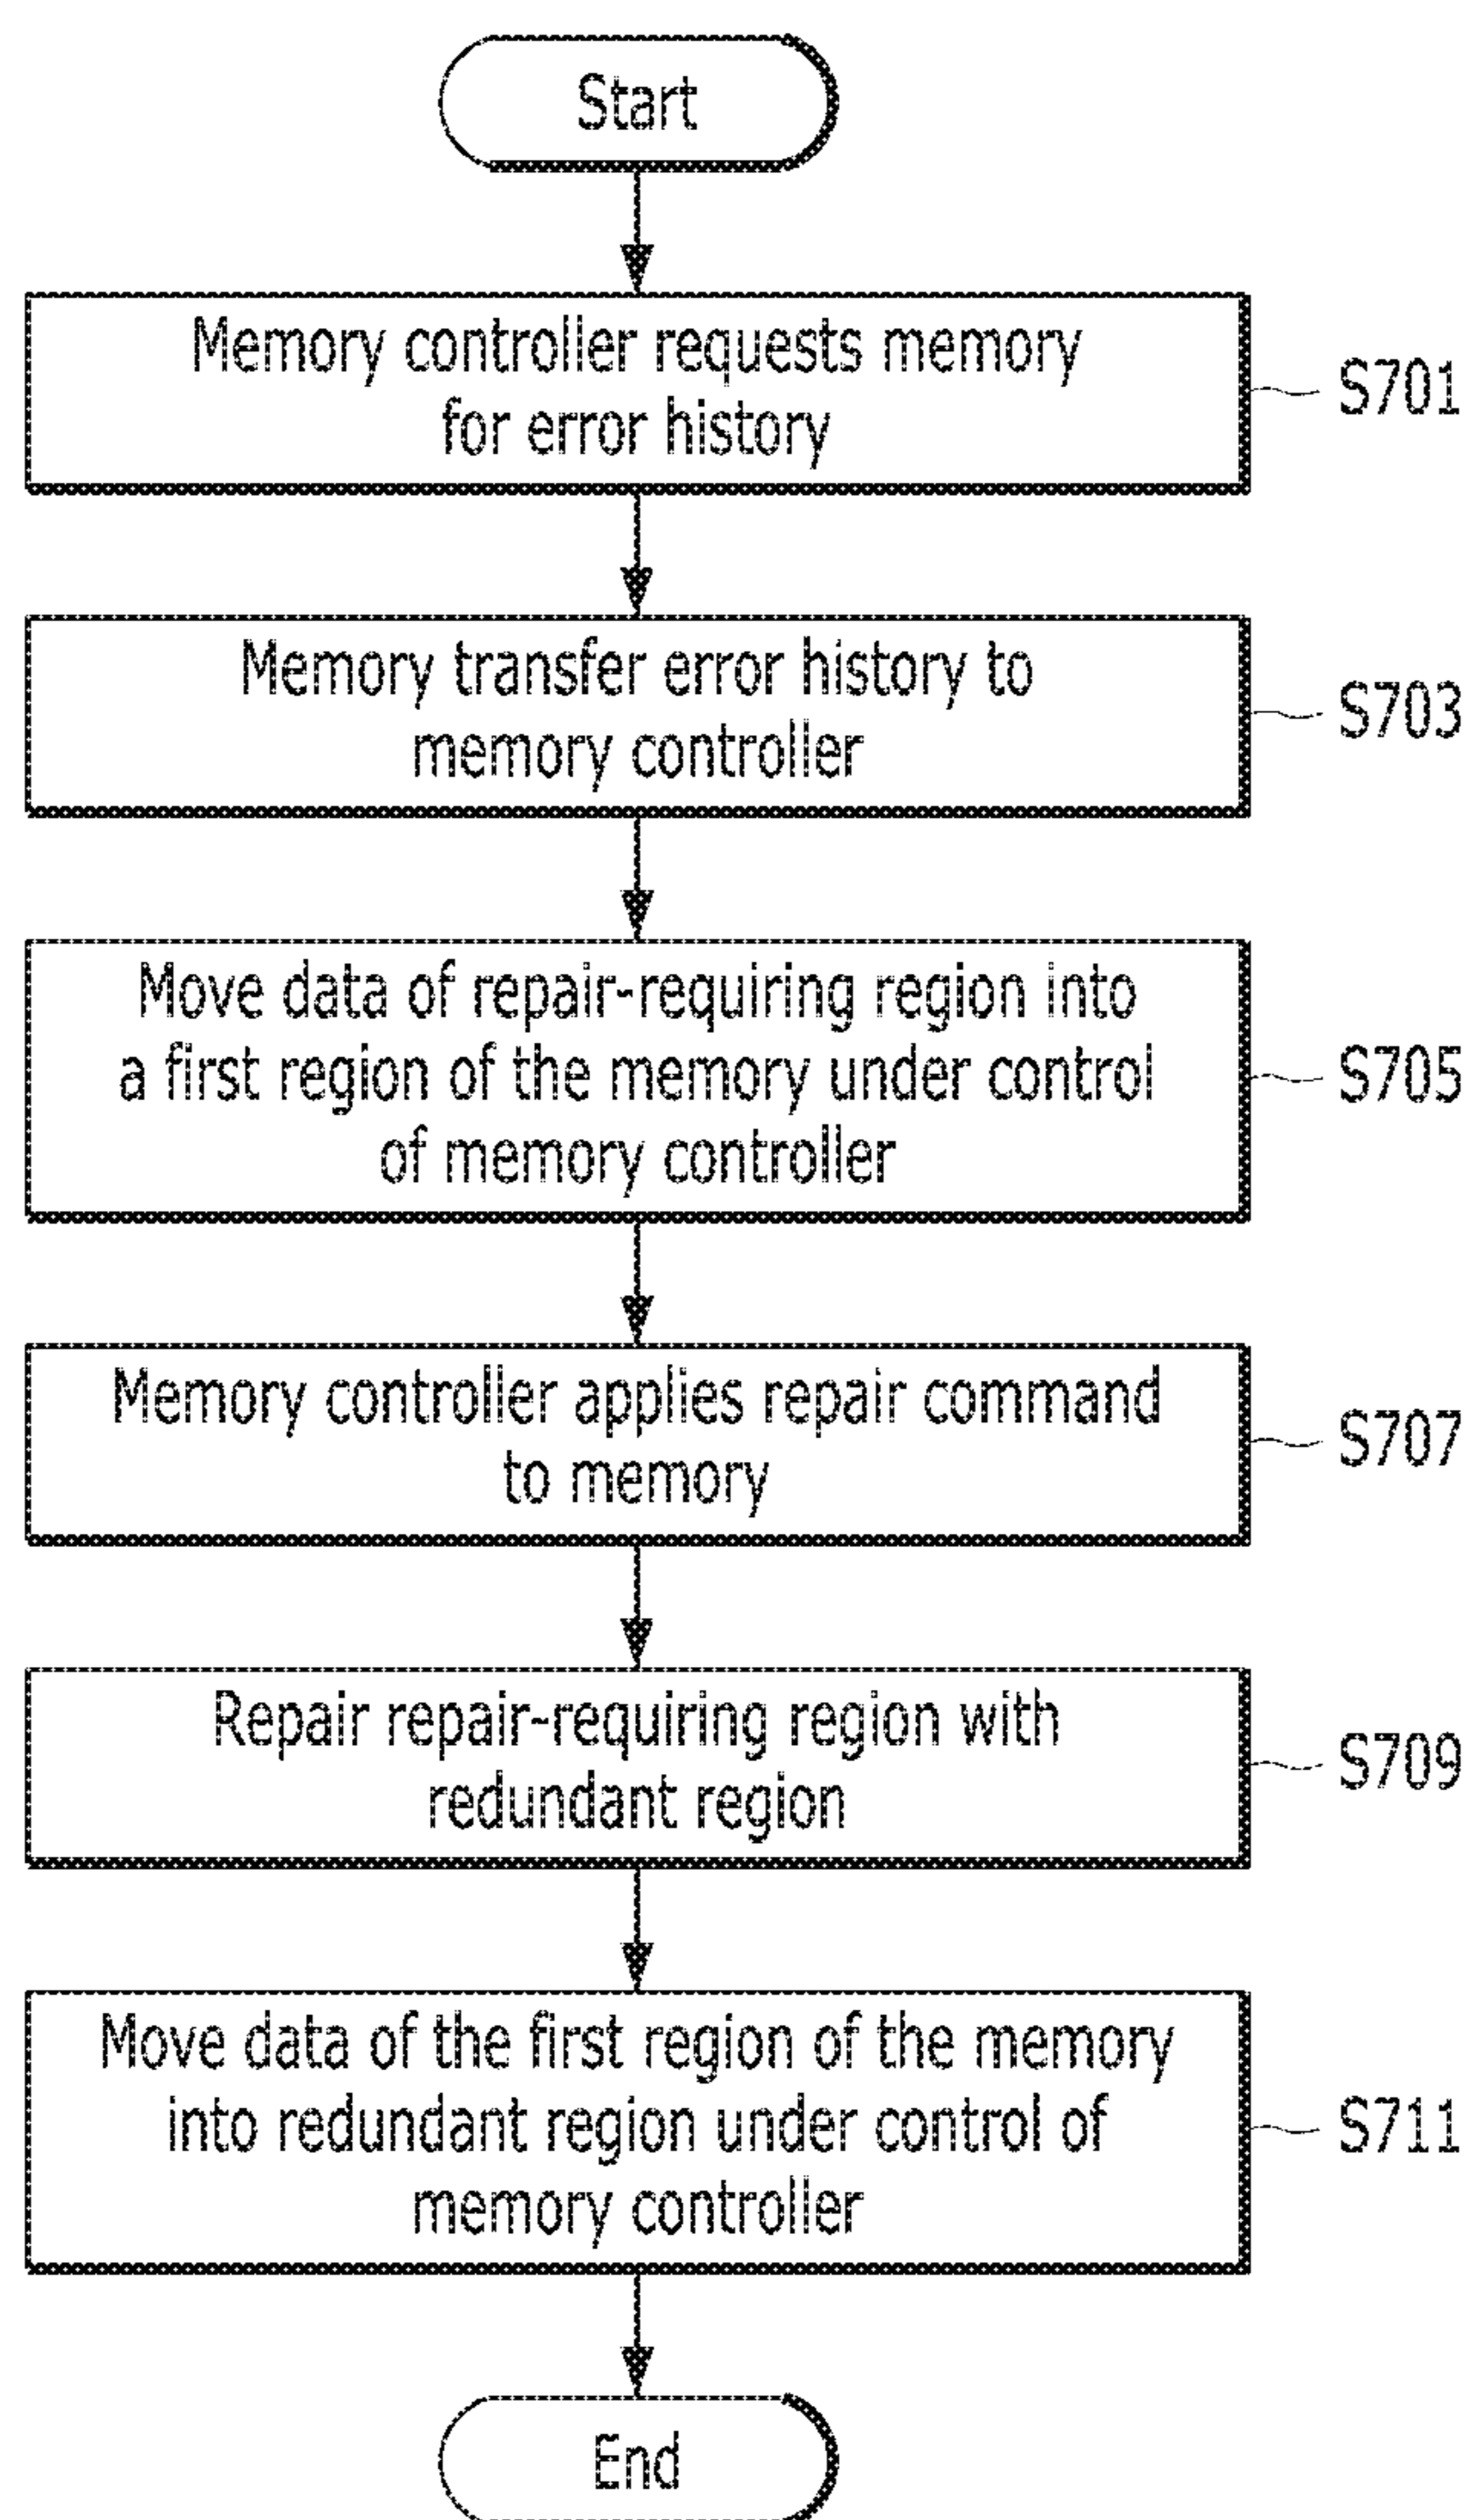 Start
Memory controller requests memory
for error history
S701
Memory transfer error history to
memory controller
S703
Move data of repair-requiring region into
a first region of the memory under control
of memory controller
S705
Memory controller applies repair command
to memory
S707
Repair repair-requiring region with
redundant region
S709
Move data of the first region of the memory
into redundant region under control of
memory controller
S711
End